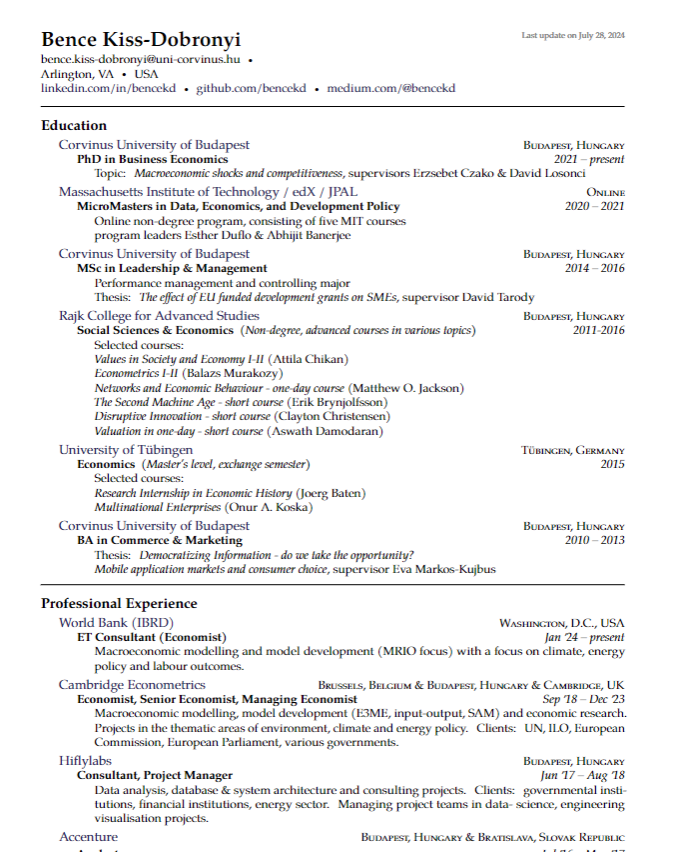 Bence Kiss-Dobronyi
Last update on July 28, 2024
bence.kiss-dobronyi@uni-corvinus.hu •
Arlington, VA • USA
linkedin.com/in/bencekd • github.com/bencekd • medium.com/@bencekd
Education
Corvinus University of Budapest Budapest, Hungary
PhD in Business Economics 2021 – present
Topic: Macroeconomic shocks and competitiveness, supervisors Erzsebet Czako & David Losonci
Massachusetts Institute of Technology / edX / JPAL Online
MicroMasters in Data, Economics, and Development Policy 2020 – 2021
Online non-degree program, consisting of five MIT courses
program leaders Esther Duflo & Abhijit Banerjee
Corvinus University of Budapest Budapest, Hungary
MSc in Leadership & Management 2014 – 2016
Performance management and controlling major
Thesis: The effect of EU funded development grants on SMEs, supervisor David Tarody
Rajk College for Advanced Studies Budapest, Hungary
Social Sciences & Economics (Non-degree, advanced courses in various topics) 2011-2016
Selected courses:
Values in Society and Economy I-II (Attila Chikan)
Econometrics I-II (Balazs Murakozy)
Networks and Economic Behaviour - one-day course (Matthew O. Jackson)
The Second Machine Age - short course (Erik Brynjolfsson)
Disruptive Innovation - short course (Clayton Christensen)
Valuation in one-day - short course (Aswath Damodaran)
University of Tübingen Tübingen, Germany
Economics (Master's level, exchange semester) 2015
Selected courses:
Research Internship in Economic History (Joerg Baten)
Multinational Enterprises (Onur A. Koska)
Corvinus University of Budapest Budapest, Hungary
BA in Commerce & Marketing 2010 – 2013
Thesis: Democratizing Information - do we take the opportunity?
Mobile application markets and consumer choice, supervisor Eva Markos-Kujbus
Professional Experience
World Bank (IBRD) Washington, D.C., USA
ET Consultant (Economist) Jan '24 – present
Macroeconomic modelling and model development (MRIO focus) with a focus on climate, energy
policy and labour outcomes.
Cambridge Econometrics Brussels, Belgium & Budapest, Hungary & Cambridge, UK
Economist, Senior Economist, Managing Economist Sep '18 – Dec '23
Macroeconomic modelling, model development (E3ME, input-output, SAM) and economic research.
Projects in the thematic areas of environment, climate and energy policy. Clients: UN, ILO, European
Commission, European Parliament, various governments.
Hiflylabs Budapest, Hungary
Consultant, Project Manager Jun '17 – Aug '18
Data analysis, database & system architecture and consulting projects. Clients: governmental insti-
tutions, financial institutions, energy sector. Managing project teams in data- science, engineering
visualisation projects.
Accenture Budapest, Hungary & Bratislava, Slovak Republic